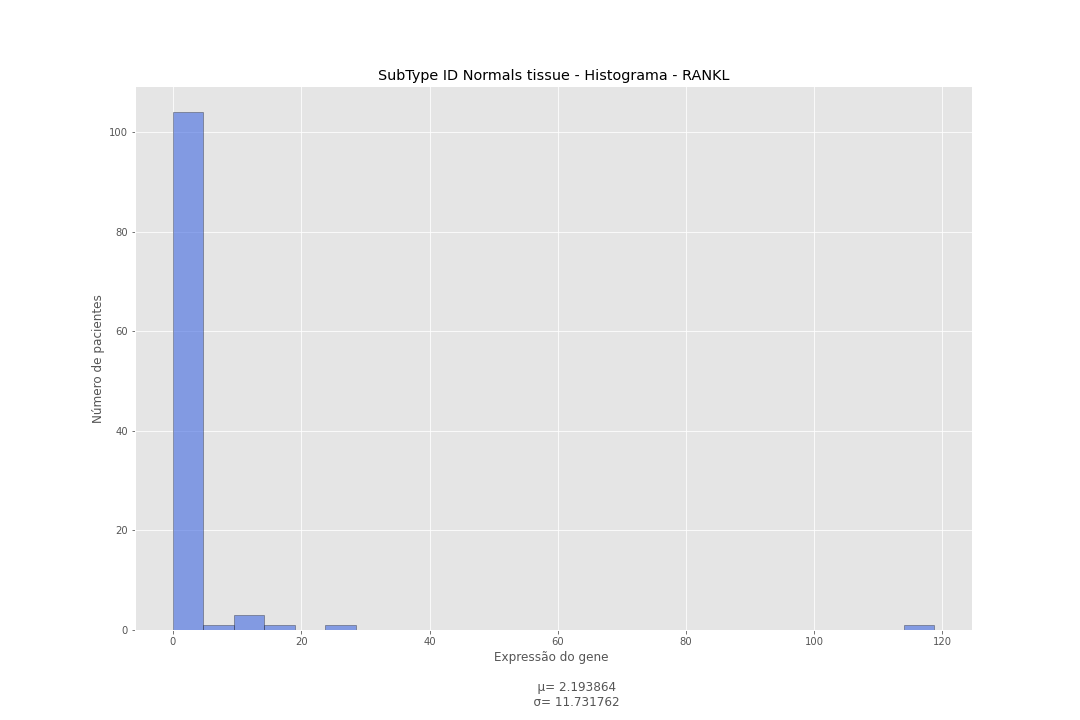 SubType ID Normals tissue - Histograma - RANKL
100
80
60
40
20
0
Número de pacientes
0 20 40 60 80 100 120
Expressão do gene
μ= 2.193864
σ= 11.731762